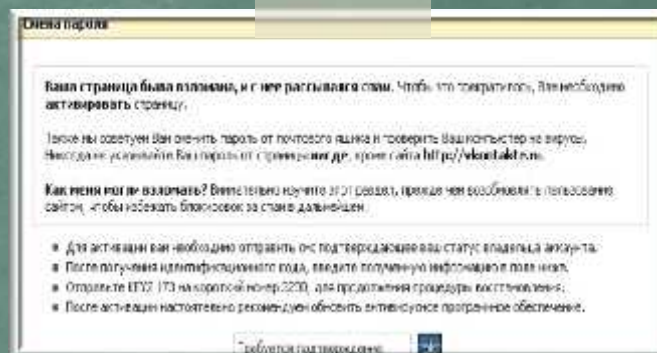 Смена пароля
Ваша страница была взломана, и с нее рассылался спам. Чтобы это прекратилось, Вам необходимо
активировать страницу.
Также мы советуем Вам сменить пароль от почтового ящика и проверить Ваш компьютер на вирусы.
Никогда не указывайте Ваш пароль от страницы нигде, кроме сайта http://vkontakte.ru.
Как меня могли взломать? Внимательно изучите этот раздел, прежде чем возобновлять пользование
сайтом, чтобы избежать блокировок за спам в дальнейшем.
Для активации вам необходимо отправить смс подтверждающее ваш статус владельца аккаунта.
После получения идентификационного кода, введите полученную информацию в поле ниже.
Отправьте 173 на короткий номер для продолжения процедуры восстановления.
После активации настоятельно рекомендуем обновить антивирусное программное обеспечение.
Требуется подтверждение